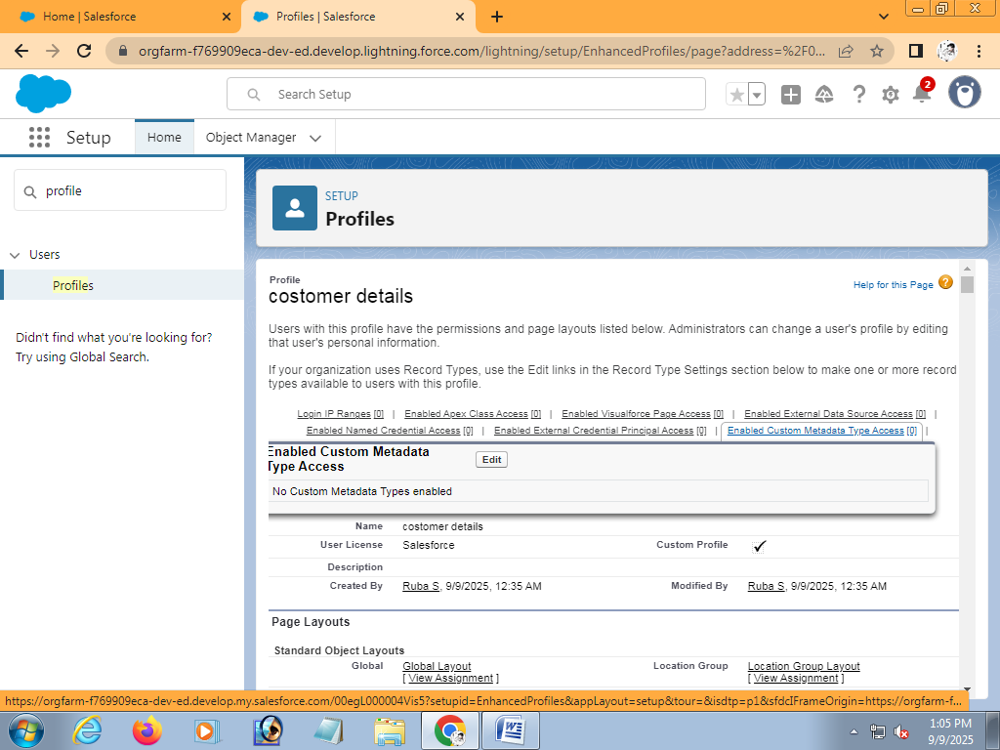 Home | Salesforce
Profiles | Salesforce
orgfarm-f769909eca-dev-ed.develop.lightning.force.com/lightning/setup/EnhancedProfiles/page?address=%2F0...
Search Setup
2
Setup
Home
Object Manager
profile
Users
Profiles
Didn't find what you're looking for?
Try using Global Search.
SETUP
Profiles
Profile
costomer details
Help for this Page
Users with this profile have the permissions and page layouts listed below. Administrators can change a user's profile by editing
that user's personal information.
If your organization uses Record Types, use the Edit links in the Record Type Settings section below to make one or more record
types available to users with this profile.
Login IP Ranges [0] | Enabled Apex Class Access [0] | Enabled Visualforce Page Access [0] | Enabled External Data Source Access [0] |
Enabled Named Credential Access [0] | Enabled External Credential Principal Access [0] | Enabled Custom Metadata Type Access [0] |
Enabled Custom Metadata
Type Access
Edit
No Custom Metadata Types enabled
Name costomer details
User License Salesforce Custom Profile
Description
Created By Ruba S, 9/9/2025, 12:35 AM Modified By Ruba S, 9/9/2025, 12:35 AM
Page Layouts
Standard Object Layouts
Global Global Layout Location Group Location Group Layout
[ View Assignment ] [ View Assignment ]
https://orgfarm-f769909eca-dev-ed.develop.my.salesforce.com/00egL000004Vis5?setupid=EnhancedProfiles&appLayout=setup&tour=&isdtp=p1&sfdcIFrameOrigin=https://orgfarm-f...
1:05 PM
9/9/2025